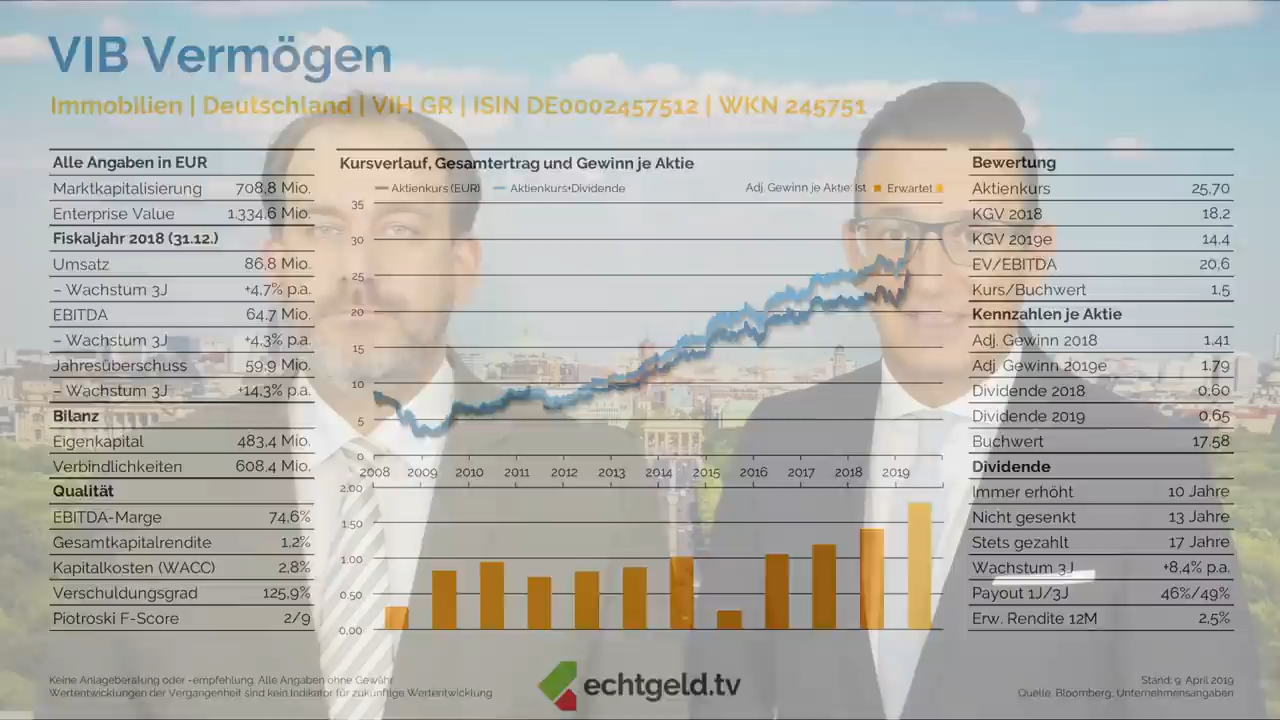 VIB Vermögen
Immobilien | Deutschland | VIH GR | ISIN DE0002457512 | WKN 245751
Alle Angaben in EUR
Marktkapitalisierung 708,8 Mio.
Enterprise Value 1.334,6 Mio.
Fiskaljahr 2018 (31.12.)
Umsatz 86,8 Mio.
– Wachstum 3J +4,7% p.a.
EBITDA 64,7 Mio.
– Wachstum 3J +4,3% p.a.
Jahresüberschuss 59,9 Mio.
– Wachstum 3J +14,3% p.a.
Bilanz
Eigenkapital 483,4 Mio.
Verbindlichkeiten 608,4 Mio.
Qualität
EBITDA-Marge 74,6%
Gesamtkapitalrendite 1,2%
Kapitalkosten (WACC) 2,8%
Verschuldungsgrad 125,9%
Piotroski F-Score 2/9
Kursverlauf, Gesamtertrag und Gewinn je Aktie
Aktienkurs (EUR) Aktienkurs+Dividende Adj. Gewinn je Aktie: Ist Erwartet
35
30
25
20
15
10
5
0
2008 2009 2010 2011 2012 2013 2014 2015 2016 2017 2018 2019
2.00
1.50
1.00
0.50
0.00
Bewertung
Aktienkurs 25,70
KGV 2018 18,2
KGV 2019e 14,4
EV/EBITDA 20,6
Kurs/Buchwert 1,5
Kennzahlen je Aktie
Adj. Gewinn 2018 1,41
Adj. Gewinn 2019e 1,79
Dividende 2018 0,60
Dividende 2019 0,65
Buchwert 17,58
Dividende
Immer erhöht 10 Jahre
Nicht gesenkt 13 Jahre
Stets gezahlt 17 Jahre
Wachstum 3J +8,4% p.a.
Payout 1J/3J 46%/49%
Erw. Rendite 12M 2,5%
Keine Anlageberatung oder -empfehlung. Alle Angaben ohne Gewähr
Wertentwicklungen der Vergangenheit sind kein Indikator für zukünftige Wertentwicklung
echtgeld.tv
Stand: 9. April 2019
Quelle: Bloomberg, Unternehmensangaben